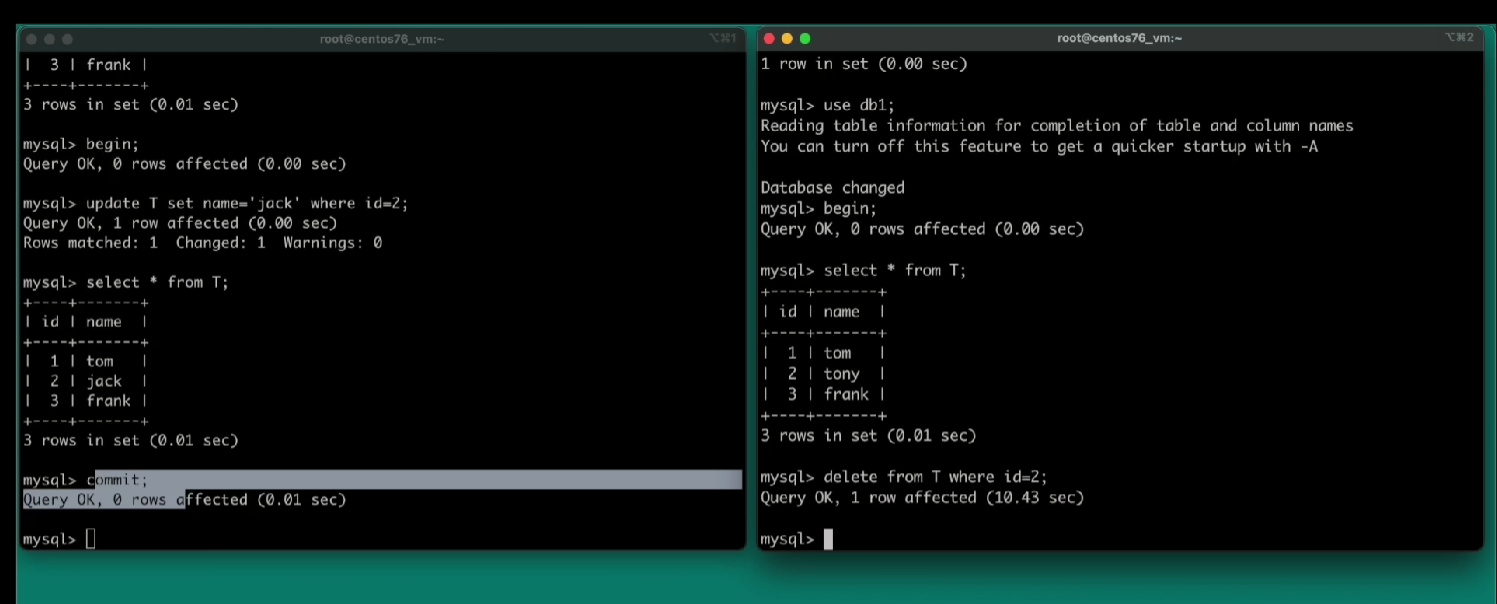 root@centos76_vm:~ ⌥⌘1
| 3 | frank |
+----+-------+
3 rows in set (0.01 sec)
mysql> begin;
Query OK, 0 rows affected (0.00 sec)
mysql> update T set name='jack' where id=2;
Query OK, 1 row affected (0.00 sec)
Rows matched: 1  Changed: 1  Warnings: 0
mysql> select * from T;
+----+-------+
| id | name  |
+----+-------+
|  1 | tom   |
|  2 | jack  |
|  3 | frank |
+----+-------+
3 rows in set (0.01 sec)
mysql> commit;
Query OK, 0 rows affected (0.01 sec)
mysql>
root@centos76_vm:~ ⌥⌘2
1 row in set (0.00 sec)
mysql> use db1;
Reading table information for completion of table and column names
You can turn off this feature to get a quicker startup with -A
Database changed
mysql> begin;
Query OK, 0 rows affected (0.00 sec)
mysql> select * from T;
+----+-------+
| id | name  |
+----+-------+
|  1 | tom   |
|  2 | tony  |
|  3 | frank |
+----+-------+
3 rows in set (0.01 sec)
mysql> delete from T where id=2;
Query OK, 1 row affected (10.43 sec)
mysql>